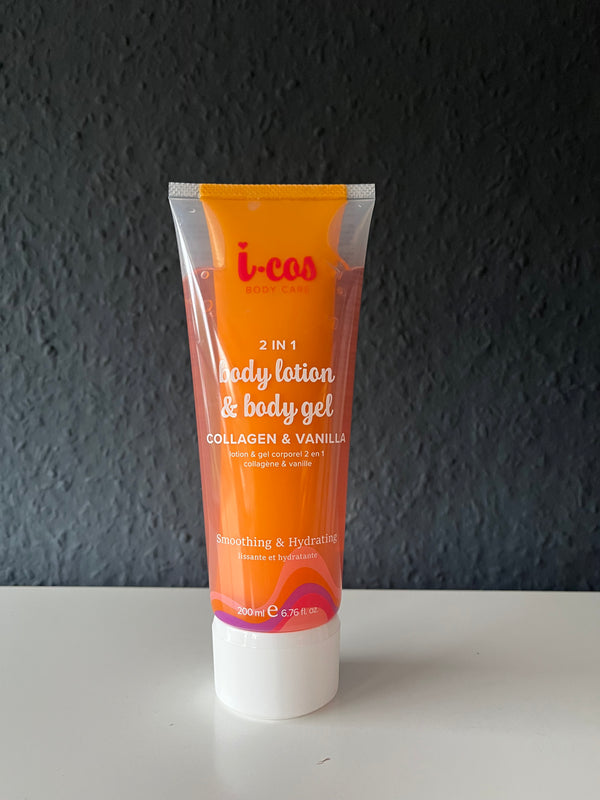 i·cos
BODY CARE
2 IN 1
body lotion
& body gel
COLLAGEN & VANILLA
lotion & gel corporel 2 en 1
collagène & vanille
Smoothing & Hydrating
lissante et hydratante
200 ml e 6.76 fl. oz.